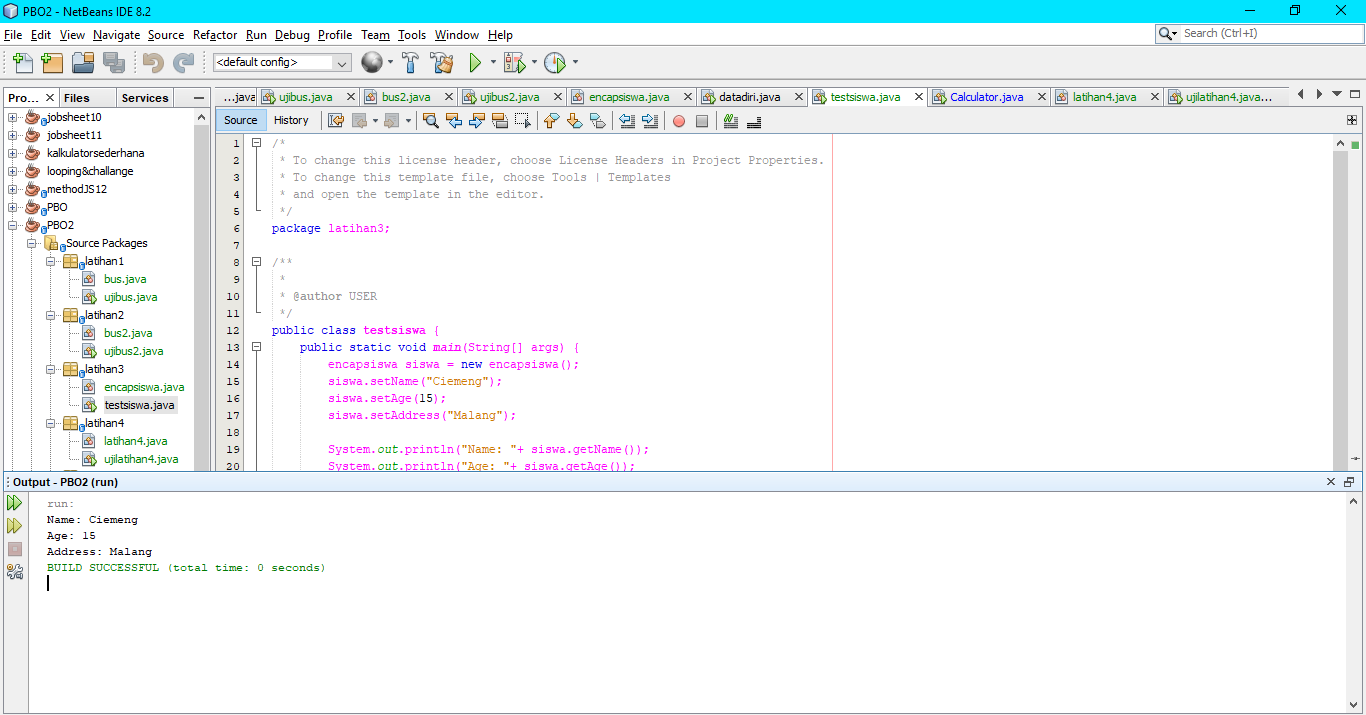 PBO2 - NetBeans IDE 8.2
File Edit View Navigate Source Refactor Run Debug Profile Team Tools Window Help
Search (Ctrl+I)
<default config>
Pro... Files Services
...java ujibus.java bus2.java ujibus2.java encapsiswa.java datadiri.java testsiswa.java Calculator.java latihan4.java ujilatihan4.java...
Source History
jobsheet10
jobsheet11
kalkulatorsederhana
looping&challange
methodJS12
PBO
PBO2
Source Packages
latihan1
bus.java
ujibus.java
latihan2
bus2.java
ujibus2.java
latihan3
encapsiswa.java
testsiswa.java
latihan4
latihan4.java
ujilatihan4.java
1 /*
2 * To change this license header, choose License Headers in Project Properties.
3 * To change this template file, choose Tools | Templates
4 * and open the template in the editor.
5 */
6 package latihan3;
7
8 /**
9 *
10 * @author USER
11 */
12 public class testsiswa {
13 public static void main(String[] args) {
14 encapsiswa siswa = new encapsiswa();
15 siswa.setName("Ciemeng");
16 siswa.setAge(15);
17 siswa.setAddress("Malang");
18
19 System.out.println("Name: "+ siswa.getName());
20 System.out.println("Age: "+ siswa.getAge());
Output - PBO2 (run)
run:
Name: Ciemeng
Age: 15
Address: Malang
BUILD SUCCESSFUL (total time: 0 seconds)